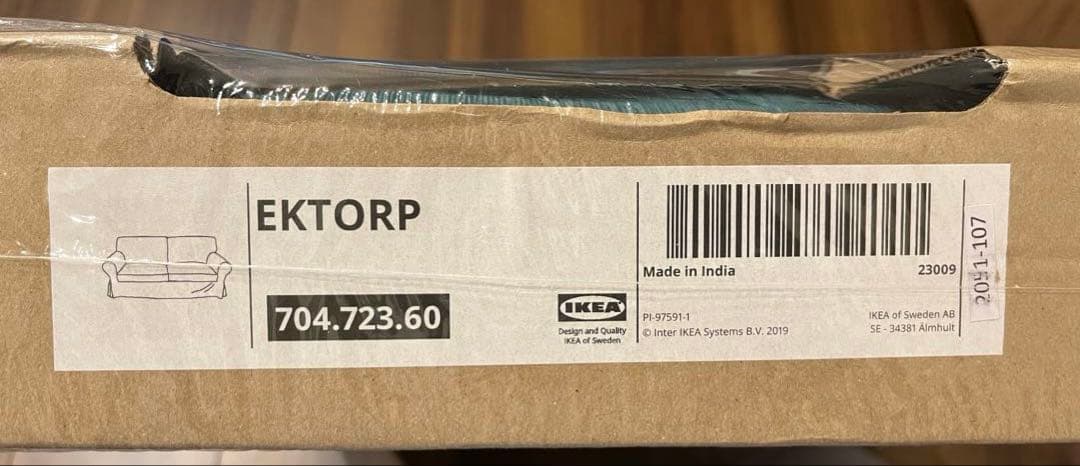 EKTORP
704.723.60
IKEA
Design and Quality
IKEA of Sweden
Made in India
23009
PI-97591-1
© Inter IKEA Systems B.V. 2019
IKEA of Sweden AB
SE - 34381 Älmhult